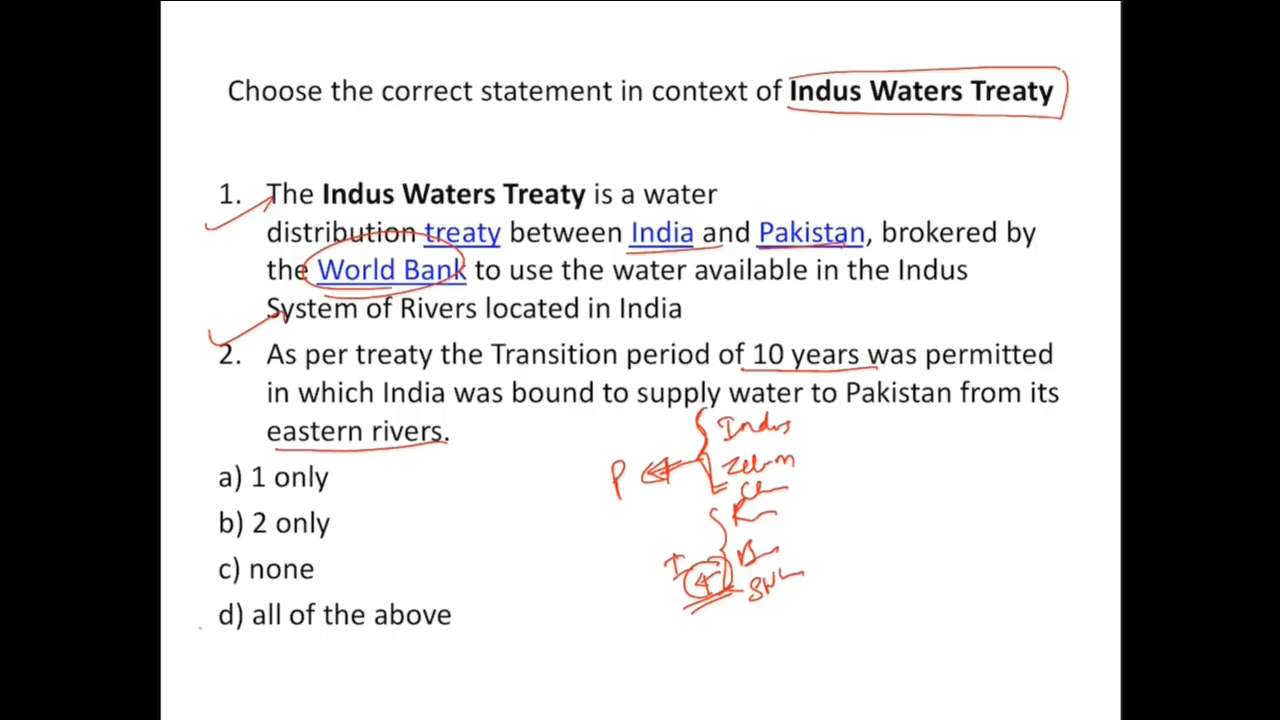 Choose the correct statement in context of Indus Waters Treaty
1. The Indus Waters Treaty is a water
distribution treaty between India and Pakistan, brokered by
the World Bank to use the water available in the Indus
System of Rivers located in India
2. As per treaty the Transition period of 10 years was permitted
in which India was bound to supply water to Pakistan from its
eastern rivers.
Indus
P
a) 1 only
b) 2 only
I
c) none
d) all of the above